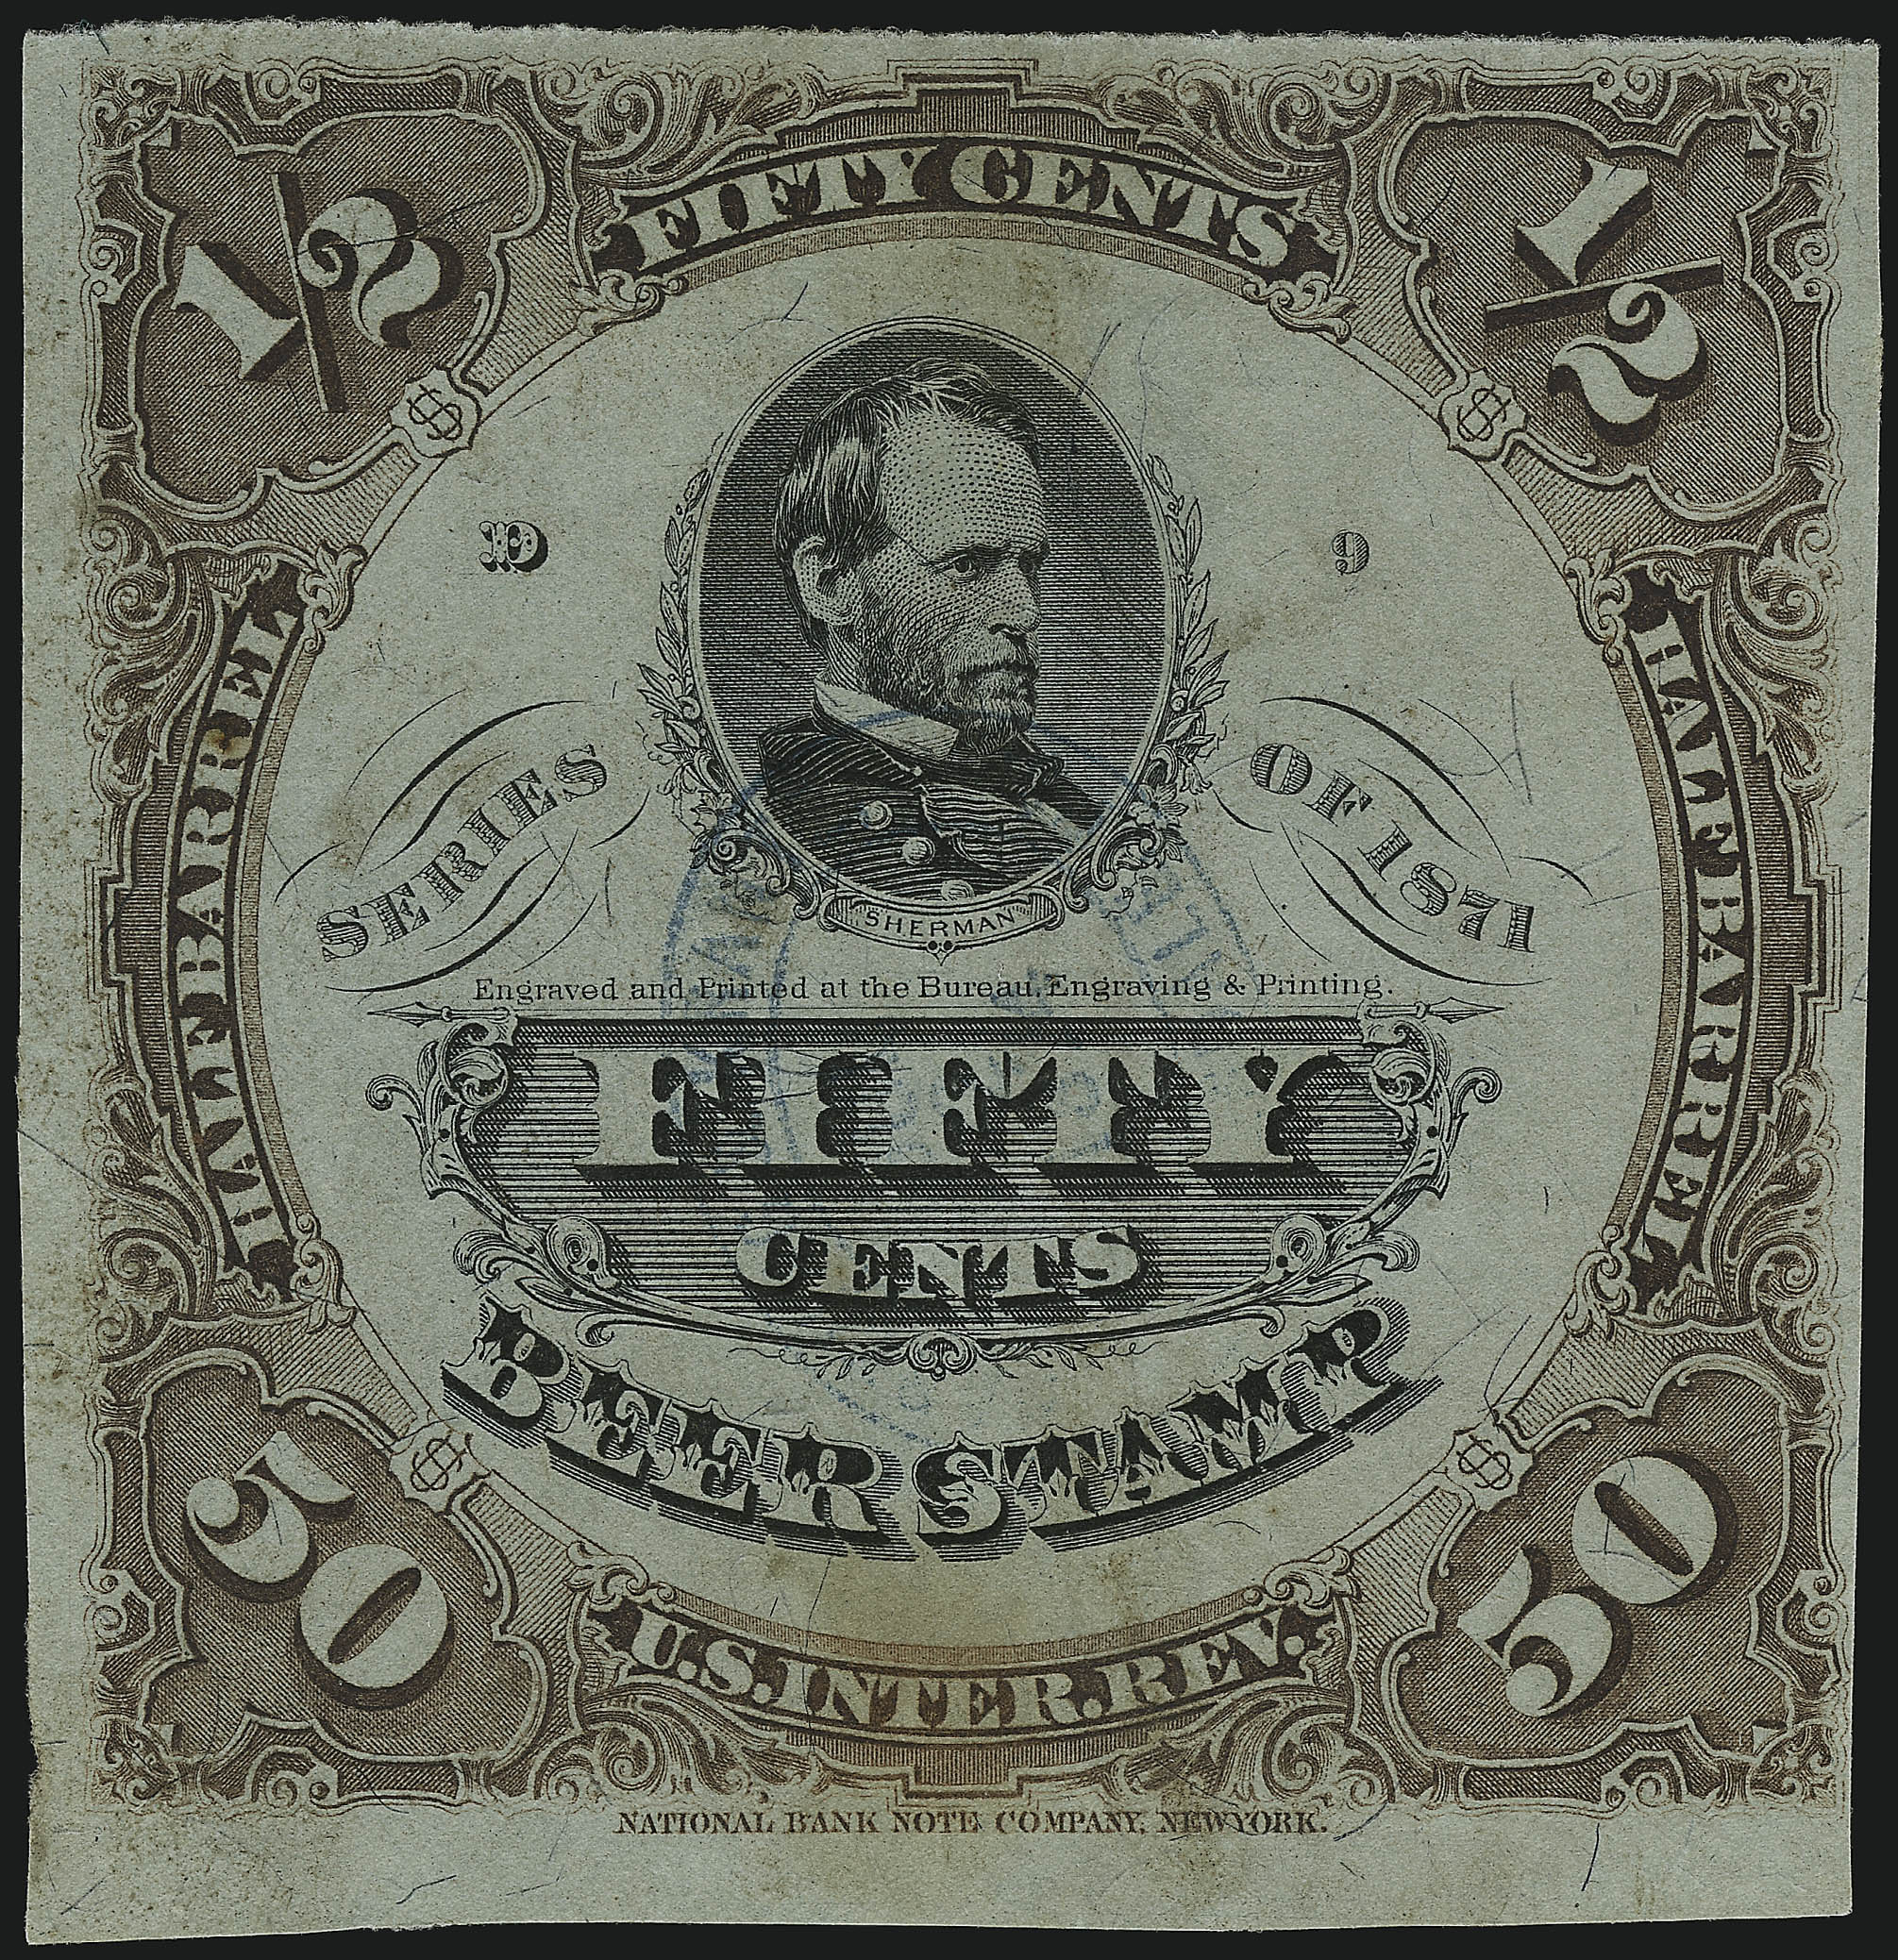 FIFTY CENTS
1/2
1/2
$
$
D
9
HALF BARREL
HALF BARREL
SERIES
OF 1871
SHERMAN
Engraved and Printed at the Bureau, Engraving & Printing.
FIFTY
CENTS
BEER STAMP
$
$
50
50
U.S. INTER. REV.
NATIONAL BANK NOTE COMPANY, NEW YORK.